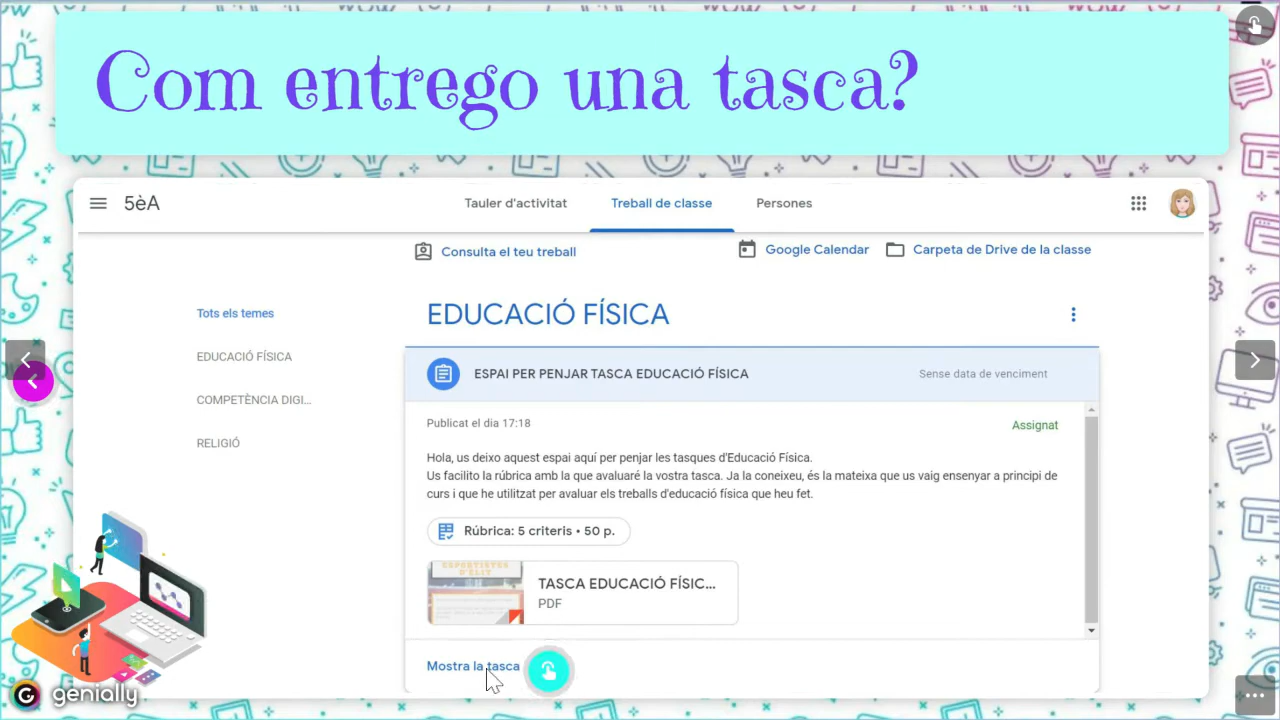 Com entrego una tasca?
5èA
Tauler d'activitat
Treball de classe
Persones
Consulta el teu treball
Google Calendar
Carpeta de Drive de la classe
Tots els temes
EDUCACIÓ FÍSICA
COMPETÈNCIA DIGI...
RELIGIÓ
EDUCACIÓ FÍSICA
ESPAI PER PENJAR TASCA EDUCACIÓ FÍSICA
Sense data de venciment
Publicat el dia 17:18
Assignat
Hola, us deixo aquest espai aquí per penjar les tasques d'Educació Física.
Us facilito la rúbrica amb la que avaluaré la vostra tasca. Ja la coneixeu, és la mateixa que us vaig ensenyar a principi de
curs i que he utilitzat per avaluar els treballs d'educació física que heu fet.
Rúbrica: 5 criteris • 50 p.
ESPORTISTES
D'ÈLIT
TASCA EDUCACIÓ FÍSIC...
PDF
Mostra la tasca
genially